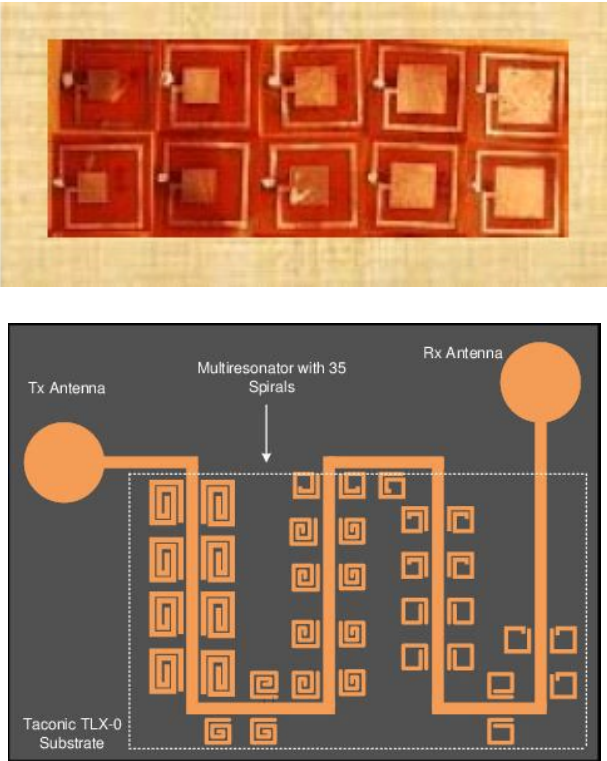 Rx Antenna
Multiresonator with 35
Spirals
Tx Antenna
Taconic TLX-0
Substrate